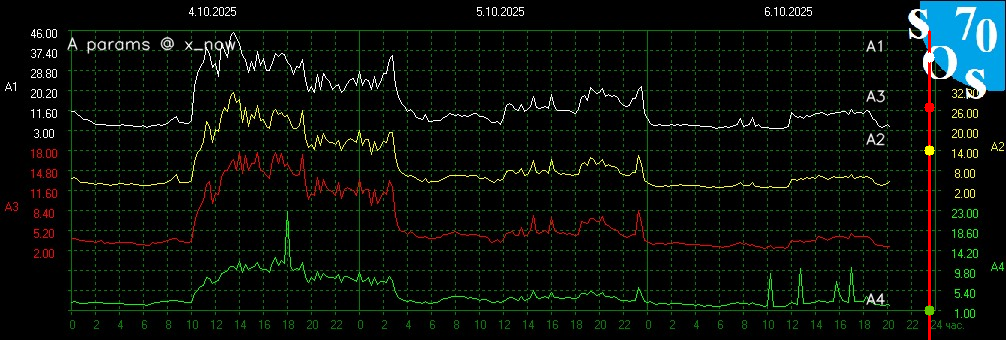 4.10.2025 5.10.2025 6.10.2025
A params @ x_now
S 70
O S
A1
46.00
37.40
28.80
20.20
11.60
3.00
18.00
14.80
11.60
8.40
5.20
2.00
A3
A1
A3
A2
A4
32.00
26.00
20.00
14.00
8.00
2.00
A2
23.00
18.60
14.20
9.80
5.40
1.00
A4
0 2 4 6 8 10 12 14 16 18 20 22 0 2 4 6 8 10 12 14 16 18 20 22 0 2 4 6 8 10 12 14 16 18 20 22 24 час.